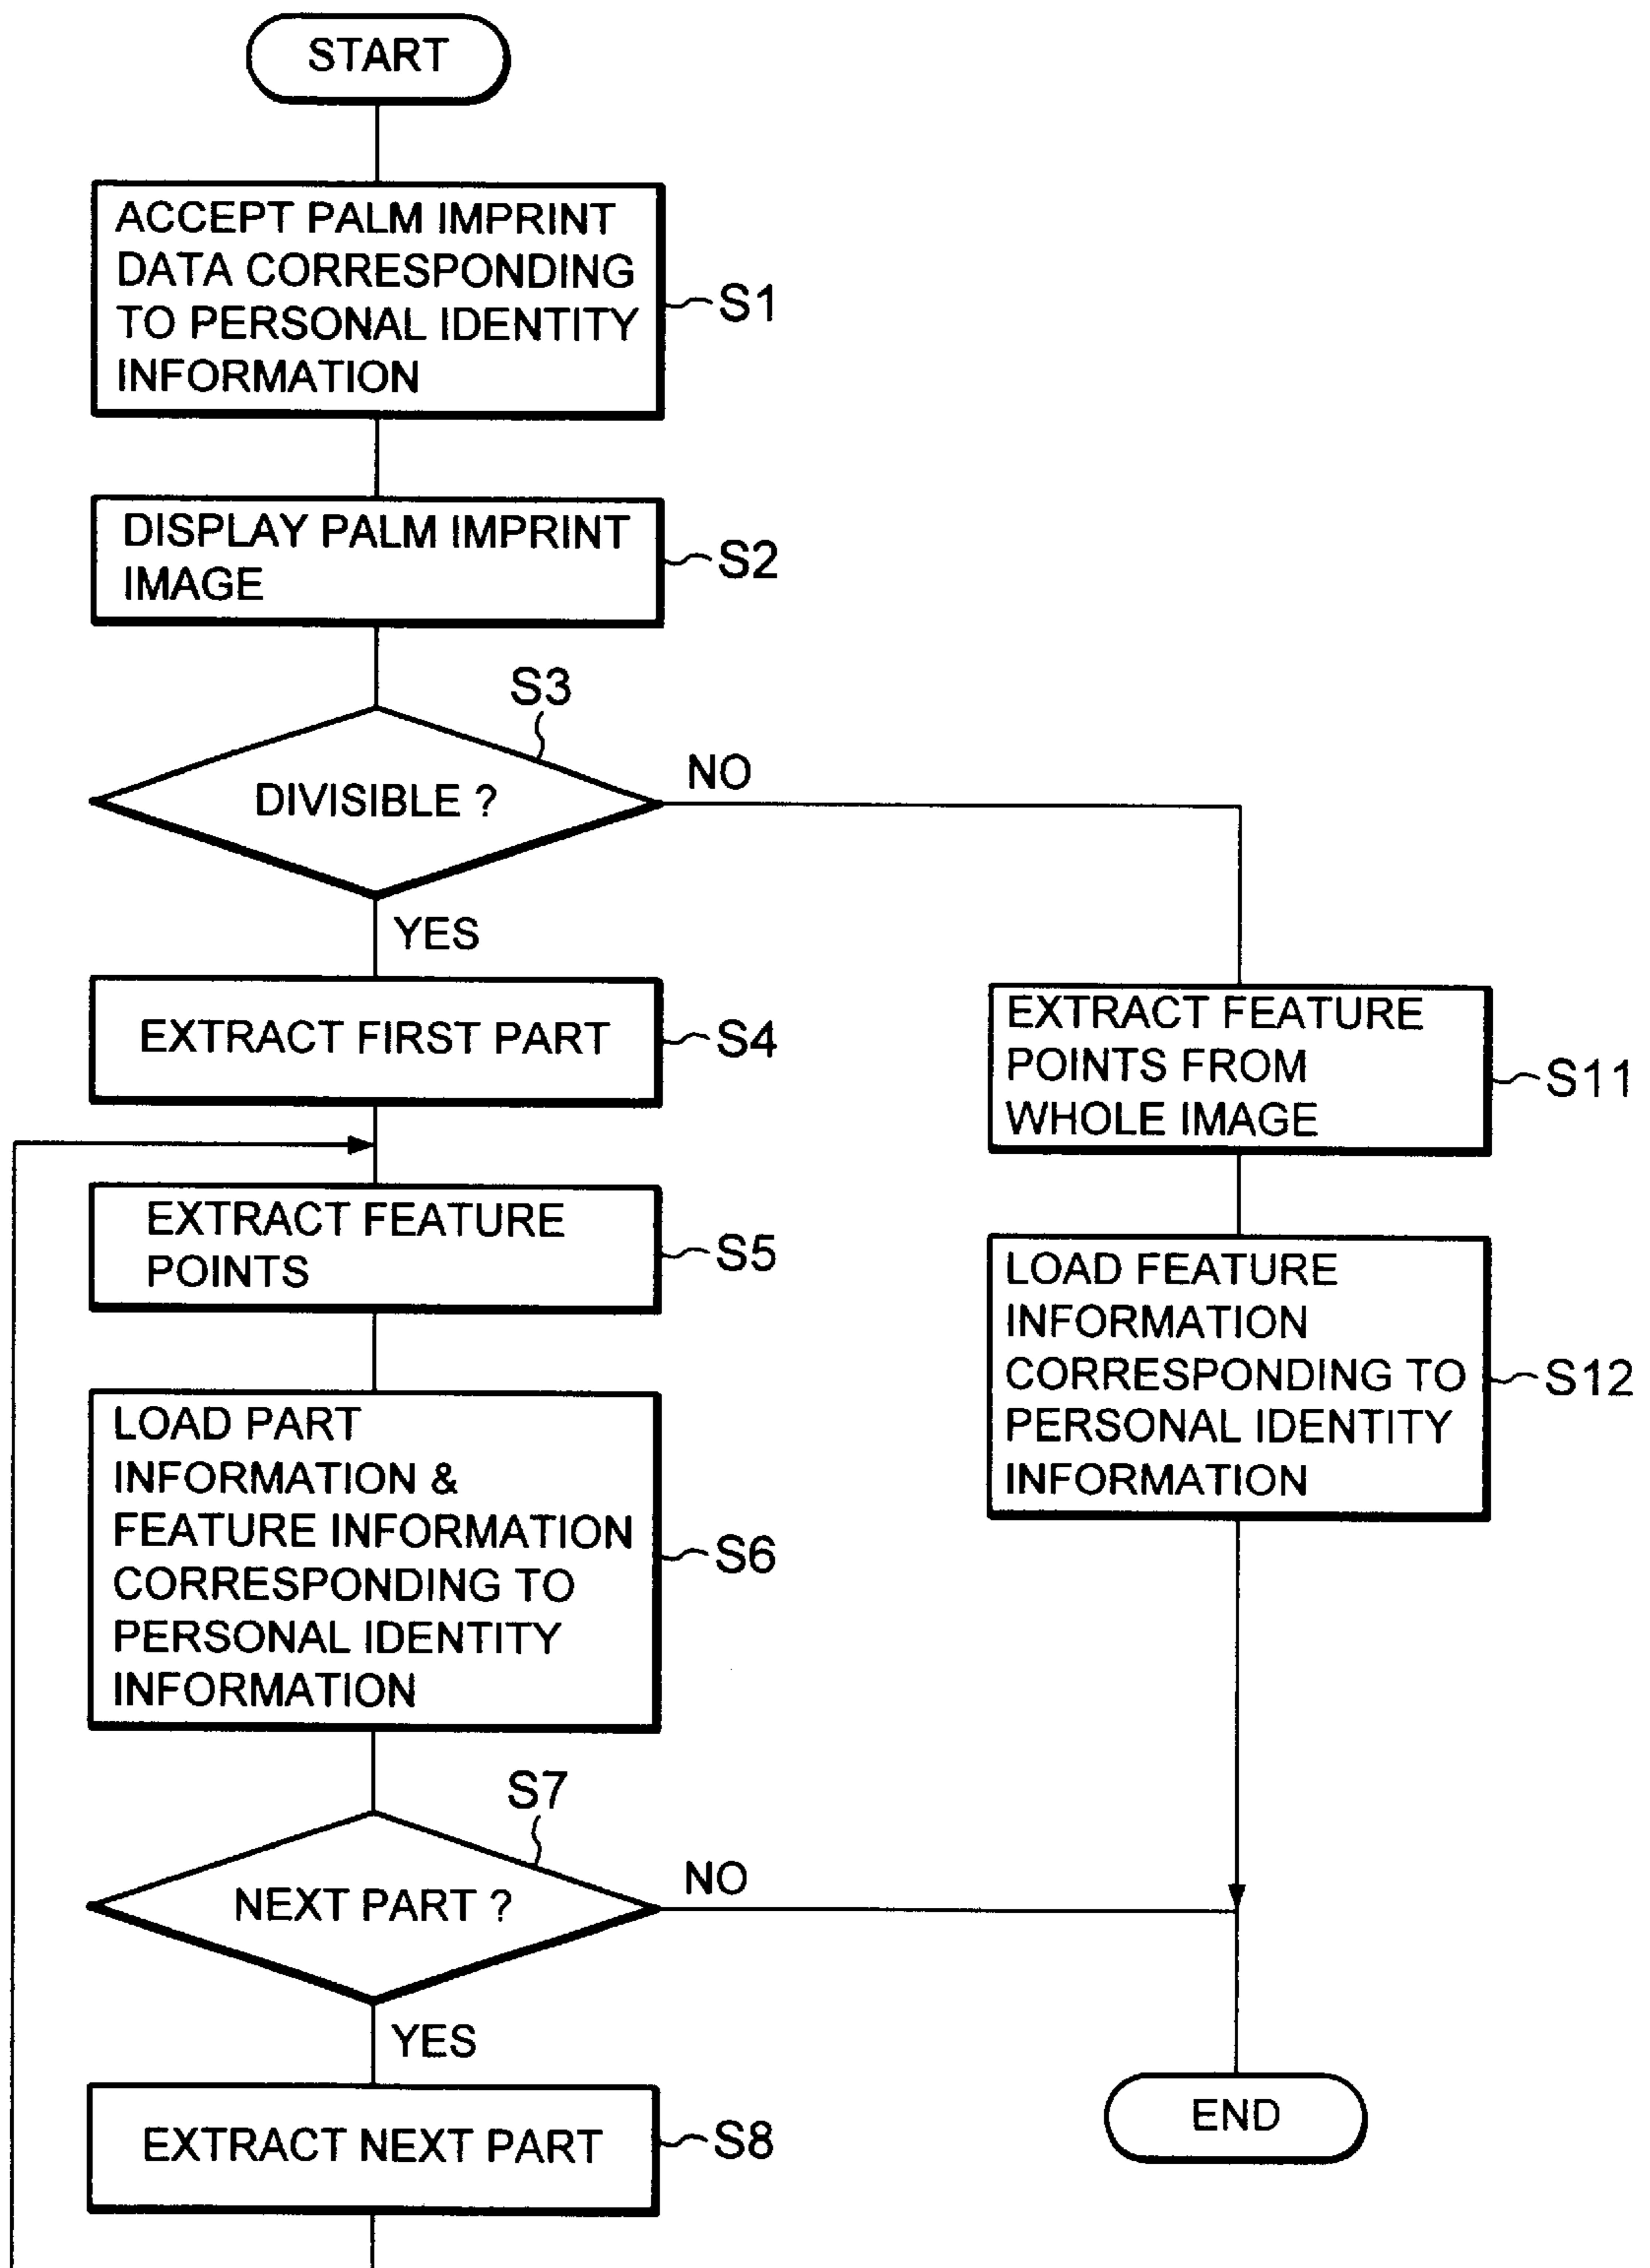 START
ACCEPT PALM IMPRINT
DATA CORRESPONDING
TO PERSONAL IDENTITY
INFORMATION
S1
DISPLAY PALM IMPRINT
IMAGE
S2
S3
DIVISIBLE ?
NO
YES
EXTRACT FIRST PART
S4
EXTRACT FEATURE
POINTS
S5
LOAD PART
INFORMATION &
FEATURE INFORMATION
CORRESPONDING TO
PERSONAL IDENTITY
INFORMATION
S6
S7
NEXT PART ?
NO
YES
EXTRACT NEXT PART
S8
EXTRACT FEATURE
POINTS FROM
WHOLE IMAGE
S11
LOAD FEATURE
INFORMATION
CORRESPONDING TO
PERSONAL IDENTITY
INFORMATION
S12
END